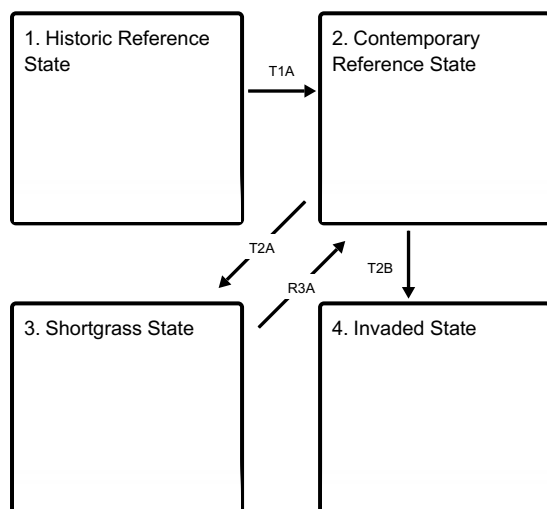 1. Historic Reference
State
2. Contemporary
Reference State
T1A
T2A
R3A
T2B
3. Shortgrass State
4. Invaded State